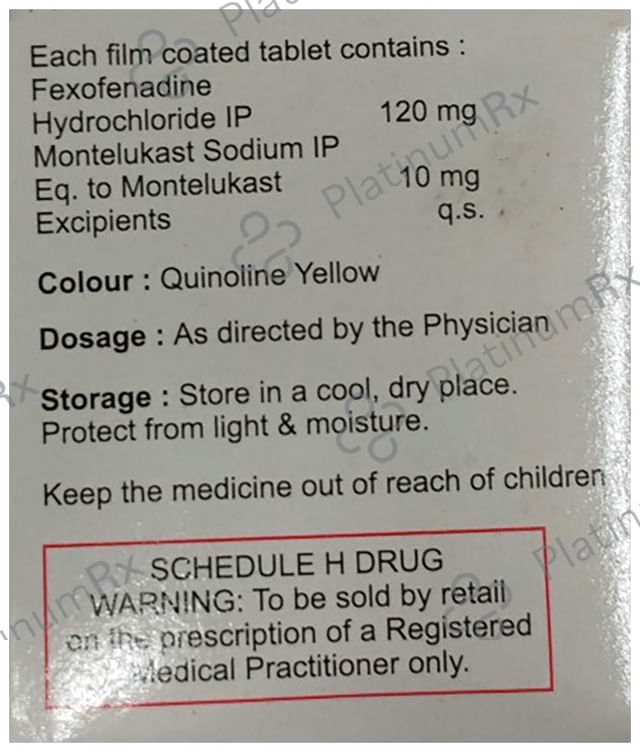 Each film coated tablet contains :
Fexofenadine
Hydrochloride IP 120 mg
Montelukast Sodium IP
Eq. to Montelukast 10 mg
Excipients q.s.
Colour : Quinoline Yellow
Dosage : As directed by the Physician
Storage : Store in a cool, dry place.
Protect from light & moisture.
Keep the medicine out of reach of children
SCHEDULE H DRUG
WARNING: To be sold by retail
on the prescription of a Registered
Medical Practitioner only.
PlatinumRx
PlatinumRx